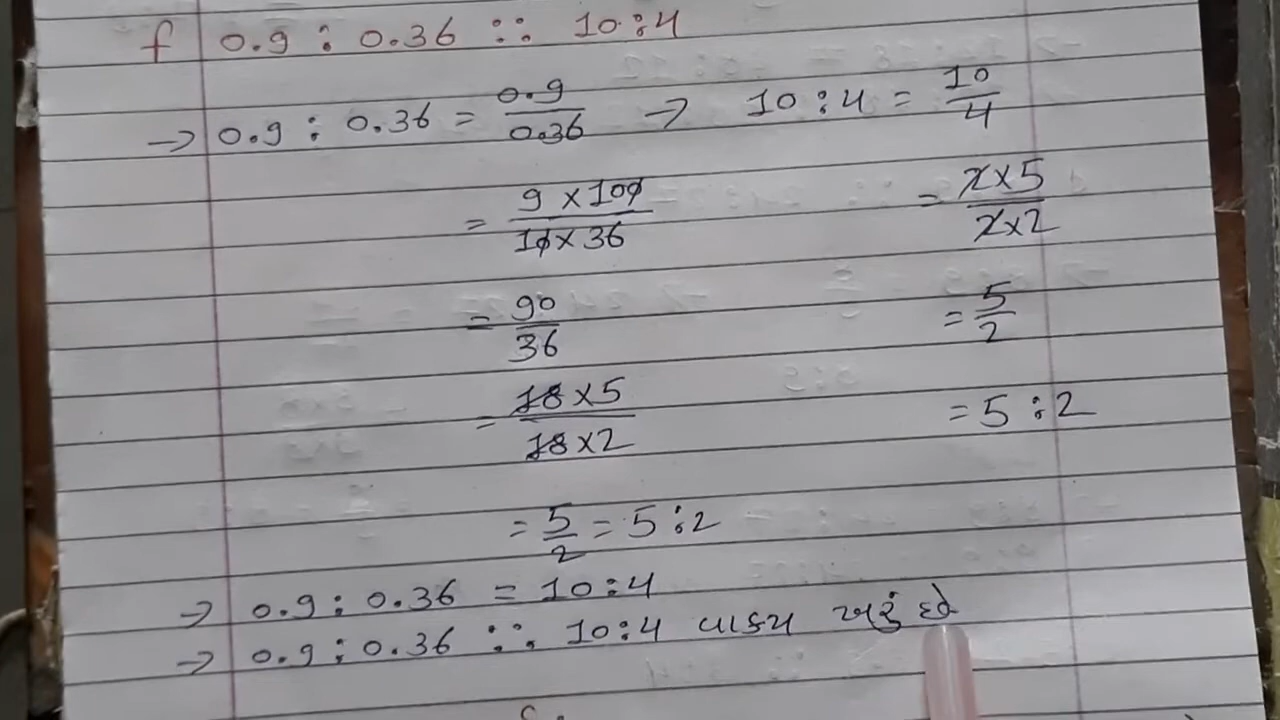 f 0.9 : 0.36 :: 10:4
→ 0.9 : 0.36 = 0.9/0.36 → 10:4 = 10/4
= 9 × 100/10 × 36 = 2×5/2×2
= 90/36 = 5/2
= 18 × 5/18 × 2 = 5 : 2
= 5/2 = 5 : 2
→ 0.9 : 0.36 = 10:4
→ 0.9 : 0.36 :: 10:4 વાક્ય ખરું છે